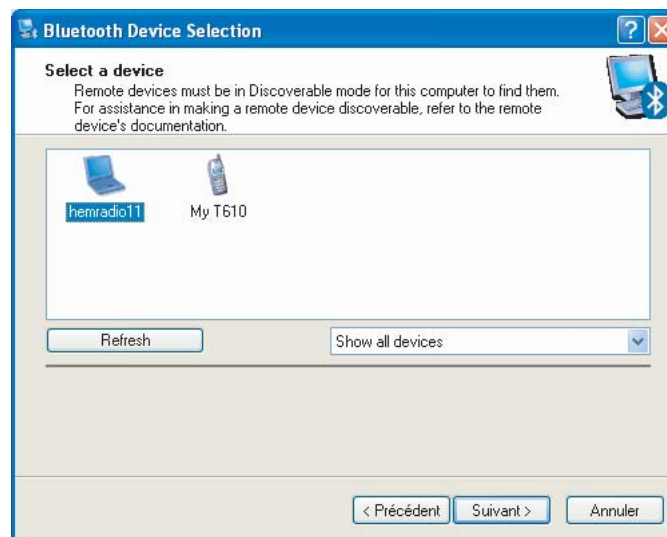 Bluetooth Device Selection
Select a device
Remote devices must be in Discoverable mode for this computer to find them.
For assistance in making a remote device discoverable, refer to the remote
device's documentation.
hemradio11
My T610
Refresh
Show all devices
< Précédent
Suivant >
Annuler